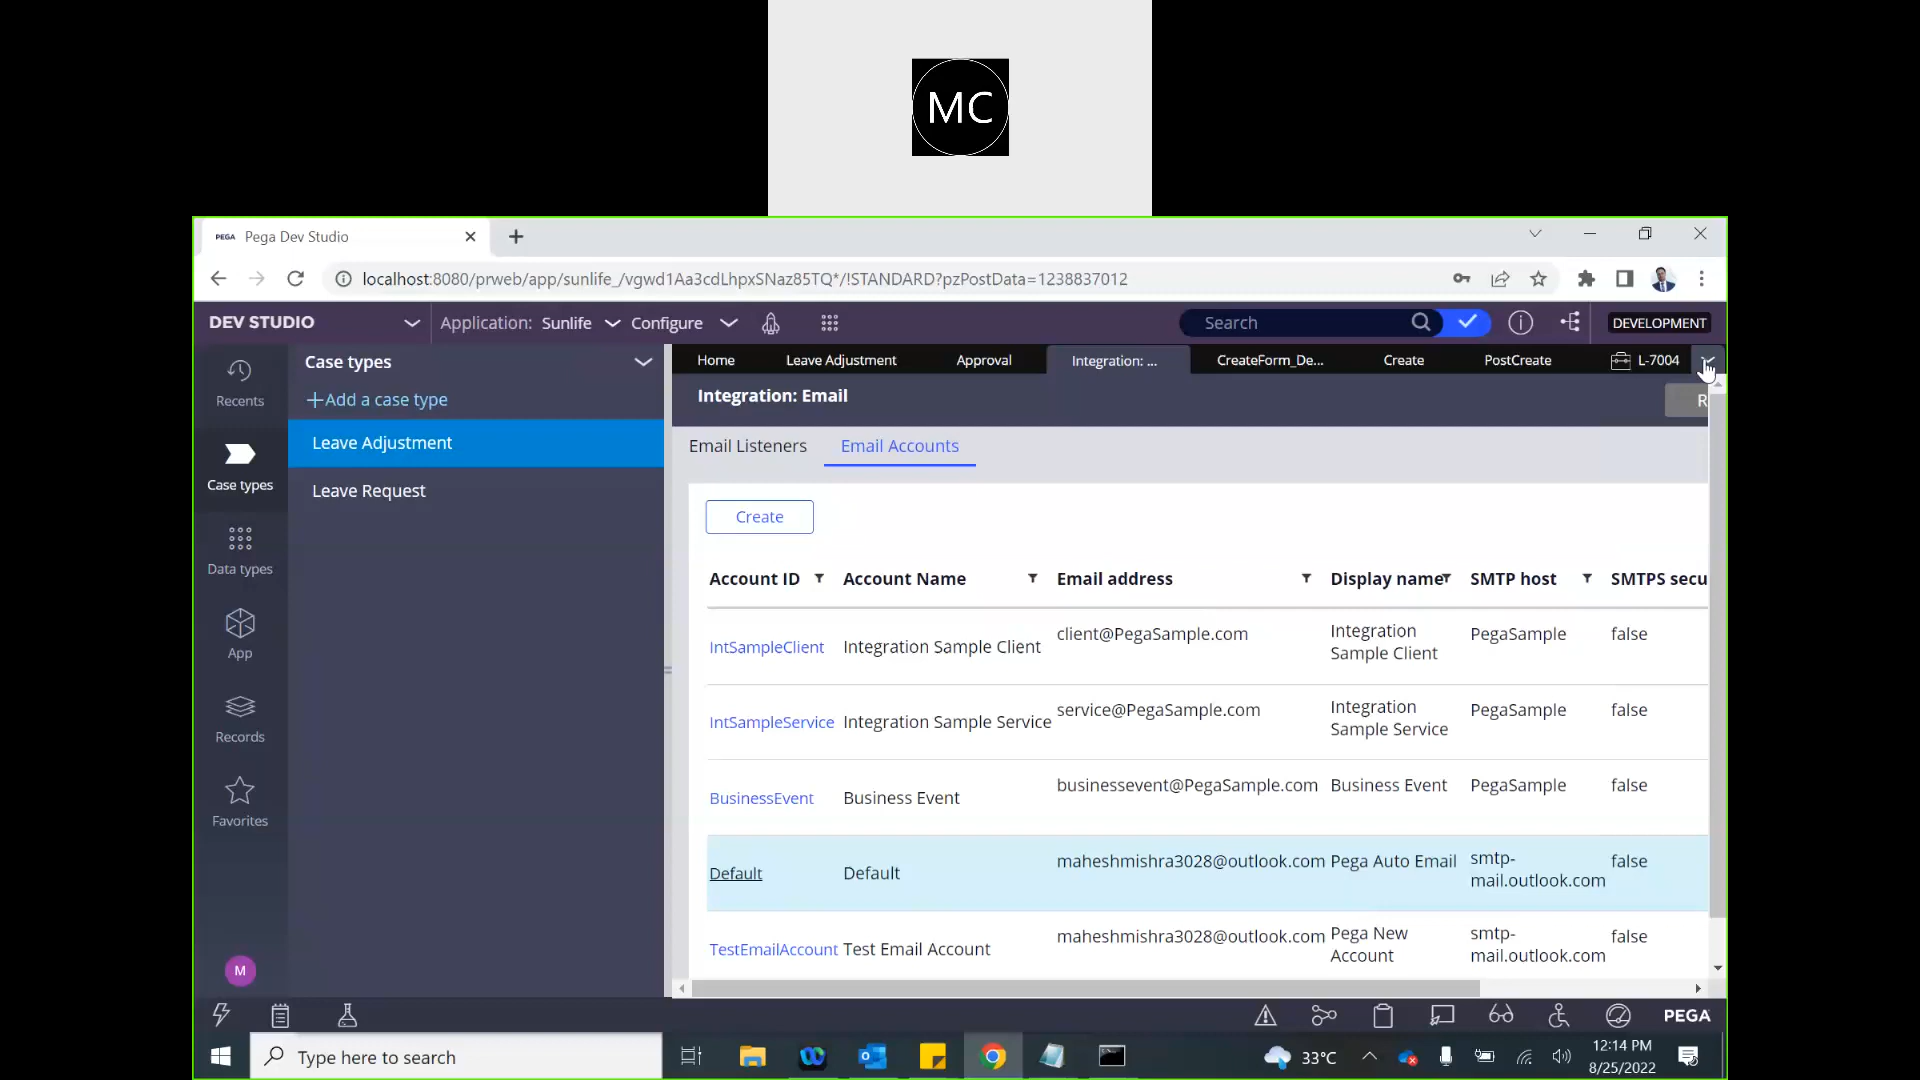 MC
PEGA Pega Dev Studio
localhost:8080/prweb/app/sunlife_/vgwd1Aa3cdLhpxSNaz85TQ*/!STANDARD?pzPostData=1238837012
DEV STUDIO Application: Sunlife Configure Search DEVELOPMENT
Recents
Case types
Data types
App
Records
Favorites
M
Case types
Add a case type
Leave Adjustment
Leave Request
Home Leave Adjustment Approval Integration: ... CreateForm_De... Create PostCreate L-7004
Integration: Email R
Email Listeners Email Accounts
Create
Account ID Account Name Email address Display name SMTP host SMTPS secu
IntSampleClient Integration Sample Client client@PegaSample.com Integration Sample Client PegaSample false
IntSampleService Integration Sample Service service@PegaSample.com Integration Sample Service PegaSample false
BusinessEvent Business Event businessevent@PegaSample.com Business Event PegaSample false
Default Default maheshmishra3028@outlook.com Pega Auto Email smtp-mail.outlook.com false
TestEmailAccount Test Email Account maheshmishra3028@outlook.com Pega New Account smtp-mail.outlook.com false
PEGA
Type here to search 33°C 12:14 PM
8/25/2022